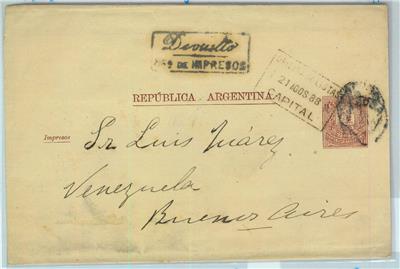 Devuelto
DE IMPRESOS
21 AGOS 88
CAPITAL
REPÚBLICA ARGENTINA
Impresos
Sr Luis Juárez
Venezuela
Buenos Aires